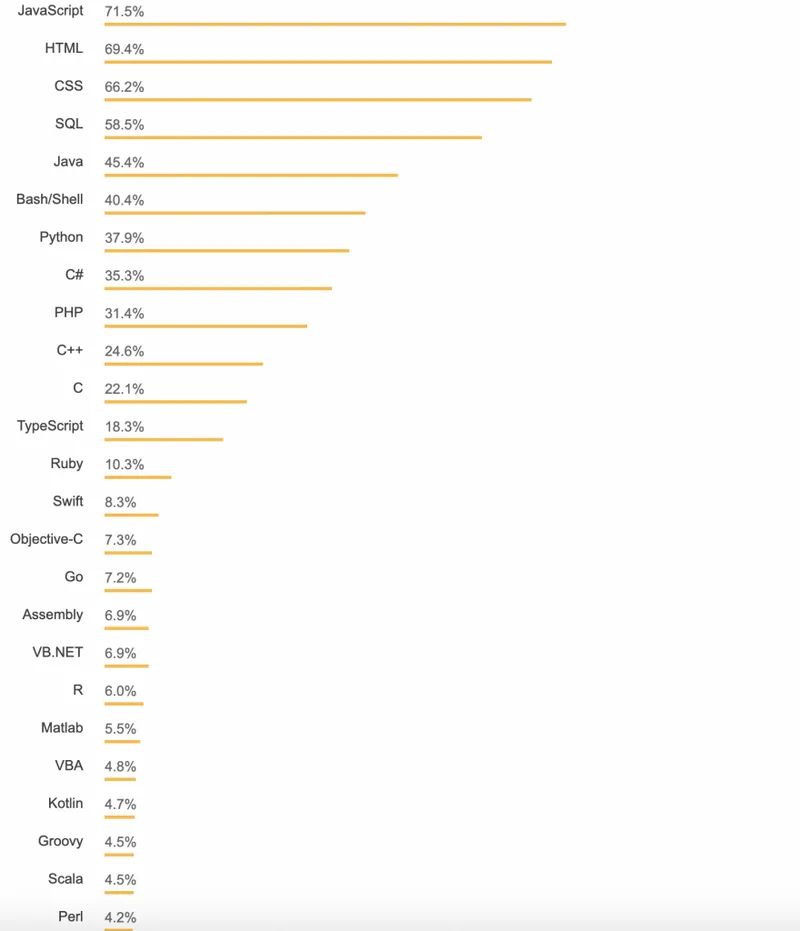 JavaScript 71.5%
HTML 69.4%
CSS 66.2%
SQL 58.5%
Java 45.4%
Bash/Shell 40.4%
Python 37.9%
C# 35.3%
PHP 31.4%
C++ 24.6%
C 22.1%
TypeScript 18.3%
Ruby 10.3%
Swift 8.3%
Objective-C 7.3%
Go 7.2%
Assembly 6.9%
VB.NET 6.9%
R 6.0%
Matlab 5.5%
VBA 4.8%
Kotlin 4.7%
Groovy 4.5%
Scala 4.5%
Perl 4.2%